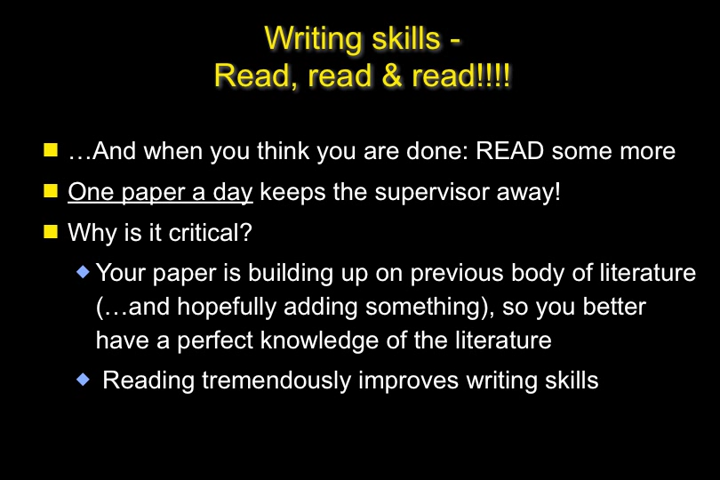 Writing skills -
Read, read & read!!!!
…And when you think you are done: READ some more
One paper a day keeps the supervisor away!
Why is it critical?
Your paper is building up on previous body of literature
(…and hopefully adding something), so you better
have a perfect knowledge of the literature
Reading tremendously improves writing skills